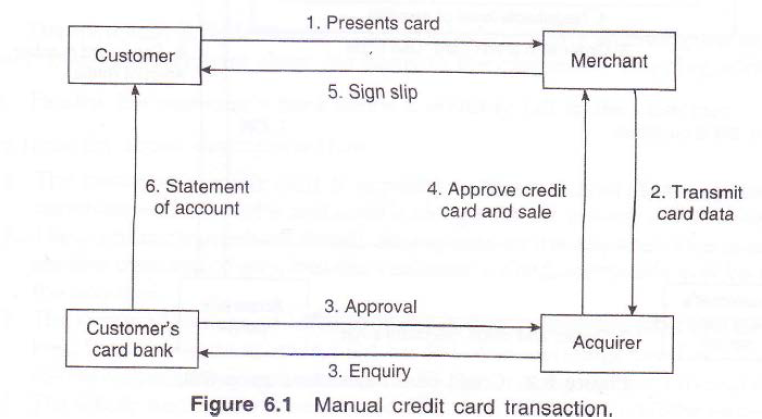 1. Presents card
Customer
Merchant
5. Sign slip
6. Statement
of account
4. Approve credit
card and sale
2. Transmit
card data
3. Approval
Customer's
card bank
Acquirer
3. Enquiry
Figure 6.1 Manual credit card transaction.